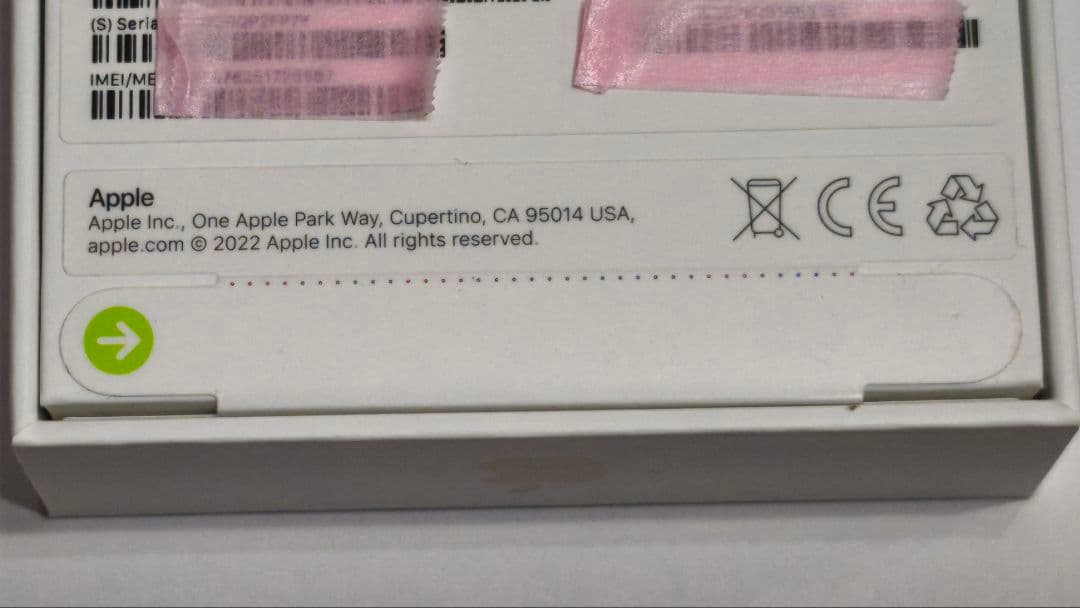 (S) Seria
IMEI/ME
Apple
Apple Inc., One Apple Park Way, Cupertino, CA 95014 USA,
apple.com © 2022 Apple Inc. All rights reserved.
CE